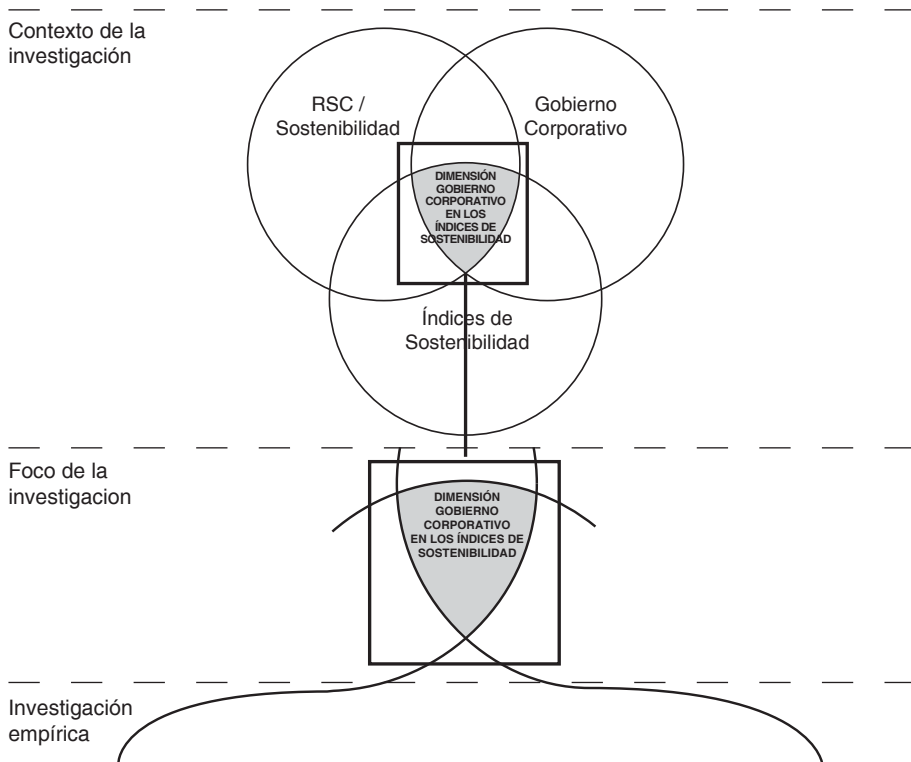 Contexto de la
investigación
RSC /
Sostenibilidad
Gobierno
Corporativo
DIMENSIÓN
GOBIERNO
CORPORATIVO
EN LOS
ÍNDICES DE
SOSTENIBILIDAD
Índices de
Sostenibilidad
Foco de la
investigacion
DIMENSIÓN
GOBIERNO
CORPORATIVO
EN LOS ÍNDICES DE
SOSTENIBILIDAD
Investigación
empírica